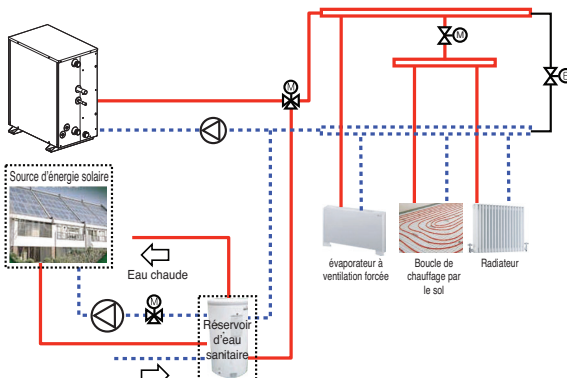 M
M
B
Source d'énergie solaire
Eau chaude
M
évaporateur à
ventilation forcée
Boucle de
chauffage par
le sol
Radiateur
Réservoir
d'eau
sanitaire